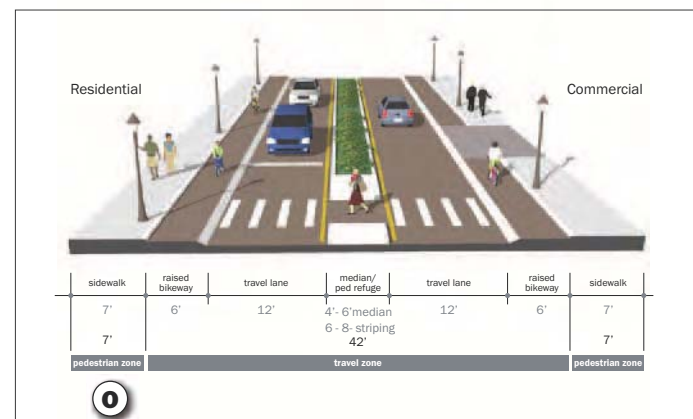 Residential
Commercial
sidewalk
raised
bikeway
travel lane
median/
ped refuge
travel lane
raised
bikeway
sidewalk
7’
6’
12’
4’- 6’median
12’
6’
7’
6 - 8- striping
7’
42’
7’
pedestrian zone
travel zone
pedestrian zone
O